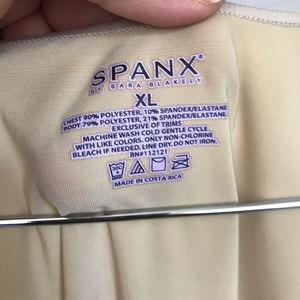 SPANX®
BY SARA BLAKELY
XL
CHEST 90% POLYESTER, 10% SPANDEX/ELASTANE
BODY 79% POLYESTER, 21% SPANDEX/ELASTANE
EXCLUSIVE OF TRIMS
MACHINE WASH COLD GENTLE CYCLE
WITH LIKE COLORS. ONLY NON-CHLORINE
BLEACH IF NEEDED. LINE DRY. DO NOT IRON.
RN#112121
MADE IN COSTA RICA